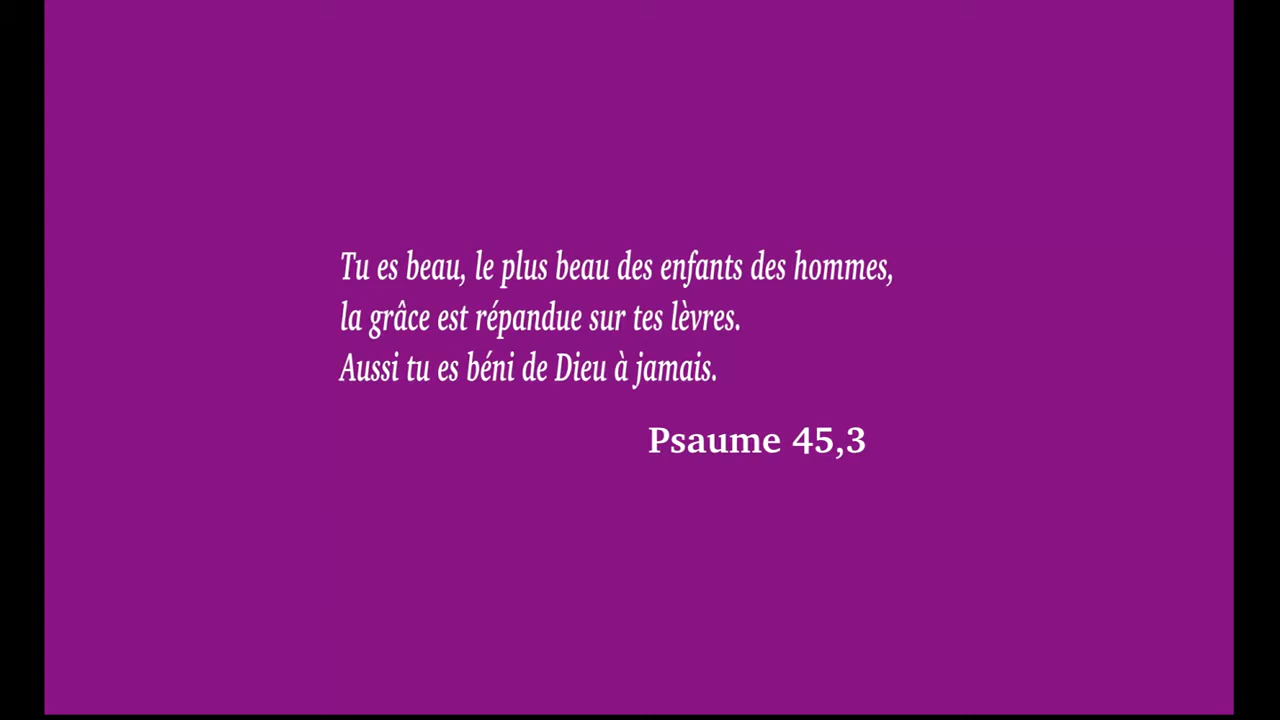 Tu es beau, le plus beau des enfants des hommes,
la grâce est répandue sur tes lèvres.
Aussi tu es béni de Dieu à jamais.
Psaume 45,3